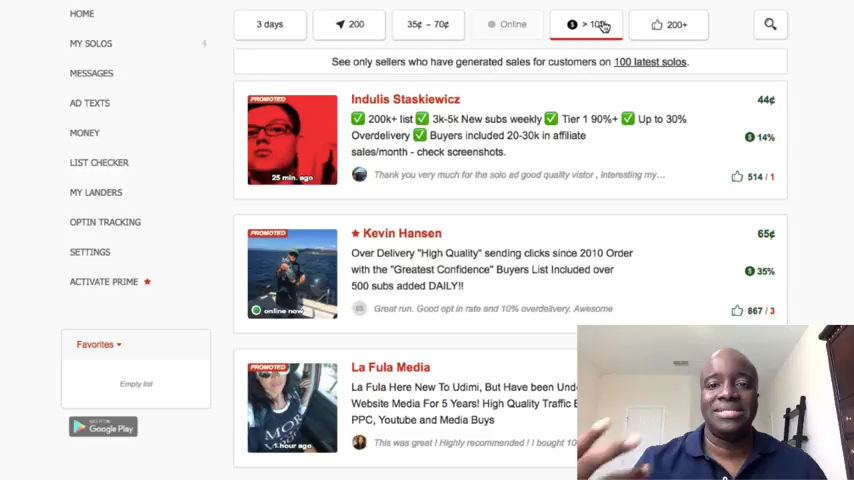 HOME
MY SOLOS 4
MESSAGES
AD TEXTS
MONEY
LIST CHECKER
MY LANDERS
OPTIN TRACKING
SETTINGS
ACTIVATE PRIME
Favorites
Empty list
Google Play
3 days
200
35¢ – 70¢
Online
> 10%
200+
See only sellers who have generated sales for customers on 100 latest solos.
PROMOTED
25 min. ago
Indulis Staskiewicz
✅ 200k+ list ✅ 3k-5k New subs weekly ✅ Tier 1 90%+ ✅ Up to 30%
Overdelivery ✅ Buyers included 20-30k in affiliate
sales/month - check screenshots.
Thank you very much for the solo ad good quality vistor , interesting my…
44¢
14%
514 / 1
PROMOTED
online now
Kevin Hansen
Over Delivery "High Quality" sending clicks since 2010 Order
with the "Greatest Confidence" Buyers List Included over
500 subs added DAILY!!
Great run. Good opt in rate and 10% overdelivery. Awesome
65¢
35%
867 / 3
PROMOTED
1 hour ago
La Fula Media
La Fula Here New To Udimi, But Have been
Website Media For 5 Years! High Quality Traffic
PPC, Youtube and Media Buys
This was great ! Highly recommended ! I bought